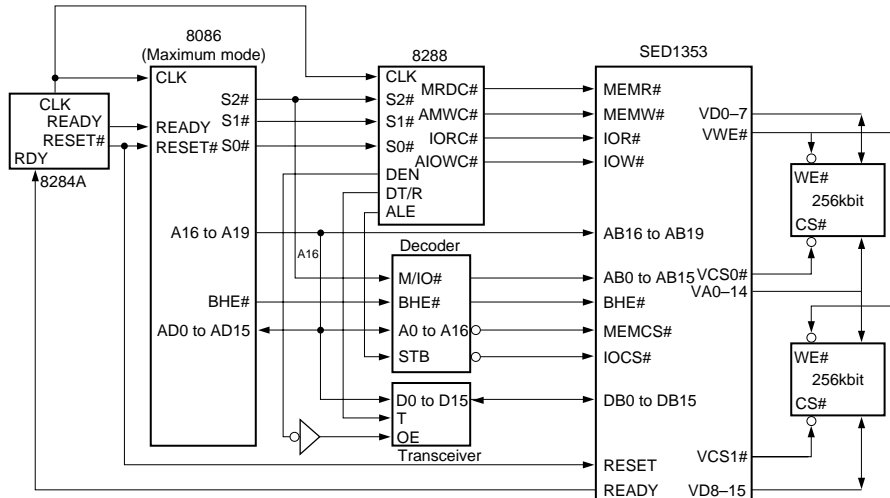 8086
(Maximum mode)
CLK
S2#
S1#
S0#
READY
RESET#
A16 to A19
BHE#
AD0 to AD15
CLK
READY
RESET#
RDY
8284A
8288
CLK
S2#
S1#
S0#
DEN
DT/R
ALE
MRDC#
AMWC#
IORC#
AIOWC#
A16
Decoder
M/IO#
BHE#
A0 to A16
STB
D0 to D15
T
OE
Transceiver
SED1353
MEMR#
MEMW#
IOR#
IOW#
AB16 to AB19
AB0 to AB15
BHE#
MEMCS#
IOCS#
DB0 to DB15
RESET
READY
VD0–7
VWE#
VCS0#
VA0–14
VCS1#
VD8–15
WE#
256kbit
CS#
WE#
256kbit
CS#